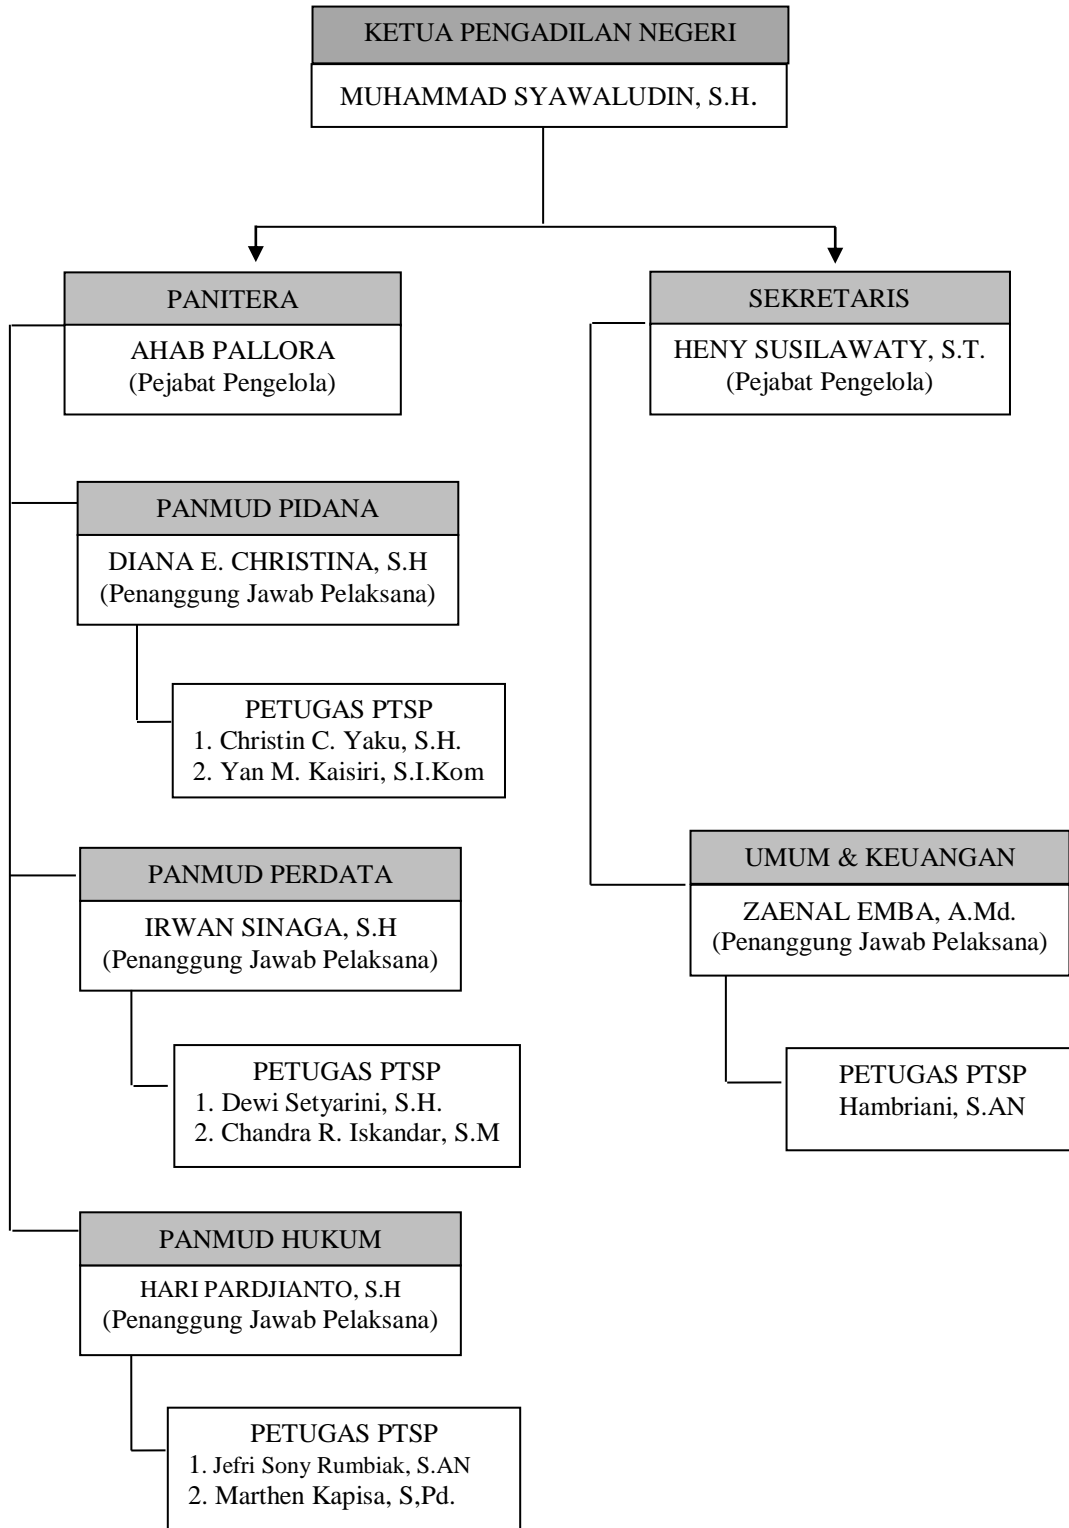 KETUA PENGADILAN NEGERI
MUHAMMAD SYAWALUDIN, S.H.
PANITERA
AHAB PALLORA
(Pejabat Pengelola)
SEKRETARIS
HENY SUSILAWATY, S.T.
(Pejabat Pengelola)
PANMUD PIDANA
DIANA E. CHRISTINA, S.H
(Penanggung Jawab Pelaksana)
PETUGAS PTSP
1. Christin C. Yaku, S.H.
2. Yan M. Kaisiri, S.I.Kom
PANMUD PERDATA
IRWAN SINAGA, S.H
(Penanggung Jawab Pelaksana)
PETUGAS PTSP
1. Dewi Setyarini, S.H.
2. Chandra R. Iskandar, S.M
UMUM & KEUANGAN
ZAENAL EMBA, A.Md.
(Penanggung Jawab Pelaksana)
PETUGAS PTSP
Hambriani, S.AN
PANMUD HUKUM
HARI PARDJIANTO, S.H
(Penanggung Jawab Pelaksana)
PETUGAS PTSP
1. Jefri Sony Rumbiak, S.AN
2. Marthen Kapisa, S,Pd.